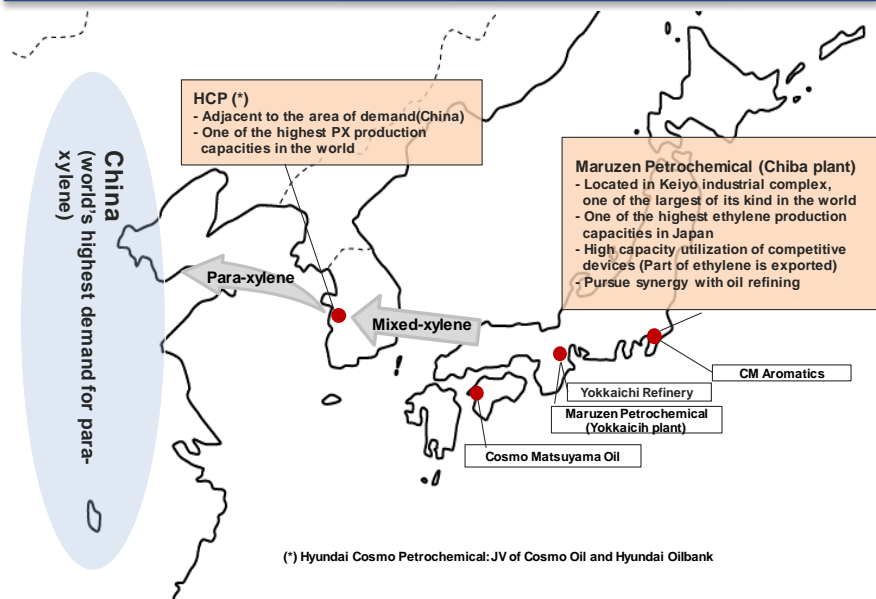 HCP (*)
- Adjacent to the area of demand(China)
- One of the highest PX production
capacities in the world
Maruzen Petrochemical (Chiba plant)
- Located in Keiyo industrial complex,
one of the largest of its kind in the world
- One of the highest ethylene production
capacities in Japan
- High capacity utilization of competitive
devices (Part of ethylene is exported)
- Pursue synergy with oil refining
China
(world's highest demand for para-
xylene)
Para-xylene
Mixed-xylene
CM Aromatics
Yokkaichi Refinery
Maruzen Petrochemical
(Yokkaicih plant)
Cosmo Matsuyama Oil
(*) Hyundai Cosmo Petrochemical: JV of Cosmo Oil and Hyundai Oilbank